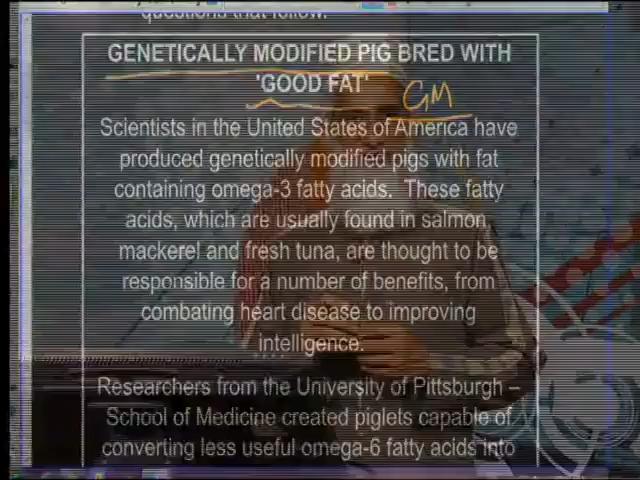 questions that follow.
GENETICALLY MODIFIED PIG BRED WITH
'GOOD FAT'
GM
Scientists in the United States of America have
produced genetically modified pigs with fat
containing omega-3 fatty acids. These fatty
acids, which are usually found in salmon,
mackerel and fresh tuna, are thought to be
responsible for a number of benefits, from
combating heart disease to improving
intelligence.
Researchers from the University of Pittsburgh –
School of Medicine created piglets capable of
converting less useful omega-6 fatty acids into